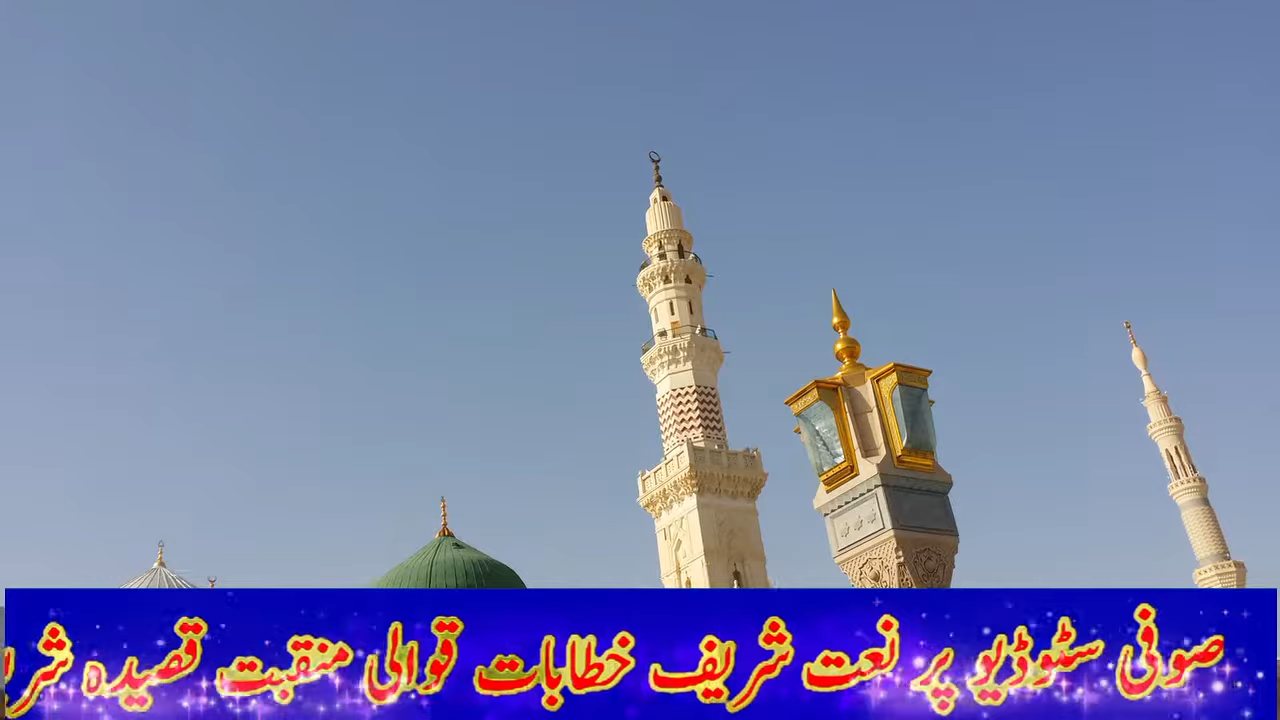 صوفی سٹوڈیو پر نعت شریف خطابات قوالی منقبت قصیدہ